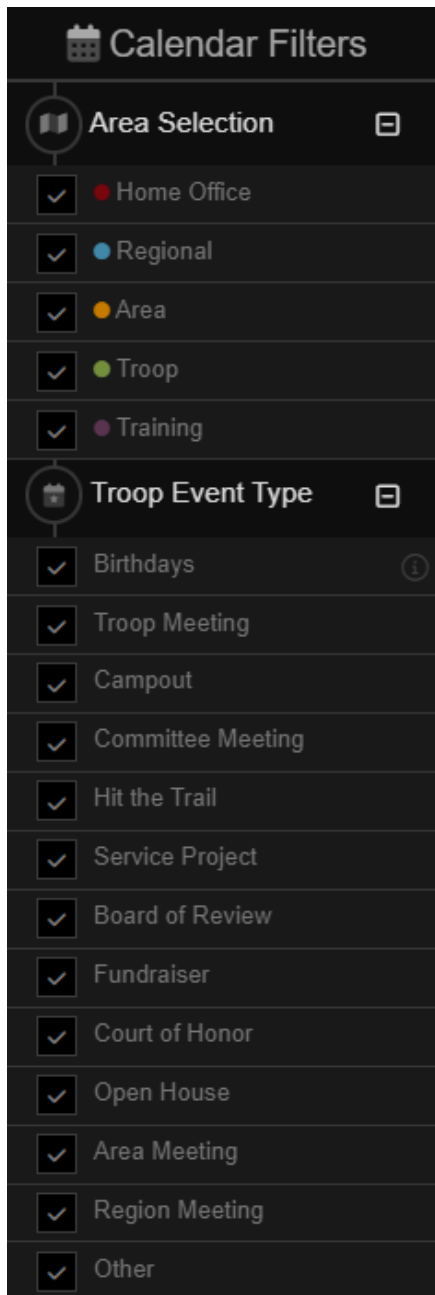 Calendar Filters
Area Selection
Home Office
Regional
Area
Troop
Training
Troop Event Type
Birthdays
Troop Meeting
Campout
Committee Meeting
Hit the Trail
Service Project
Board of Review
Fundraiser
Court of Honor
Open House
Area Meeting
Region Meeting
Other